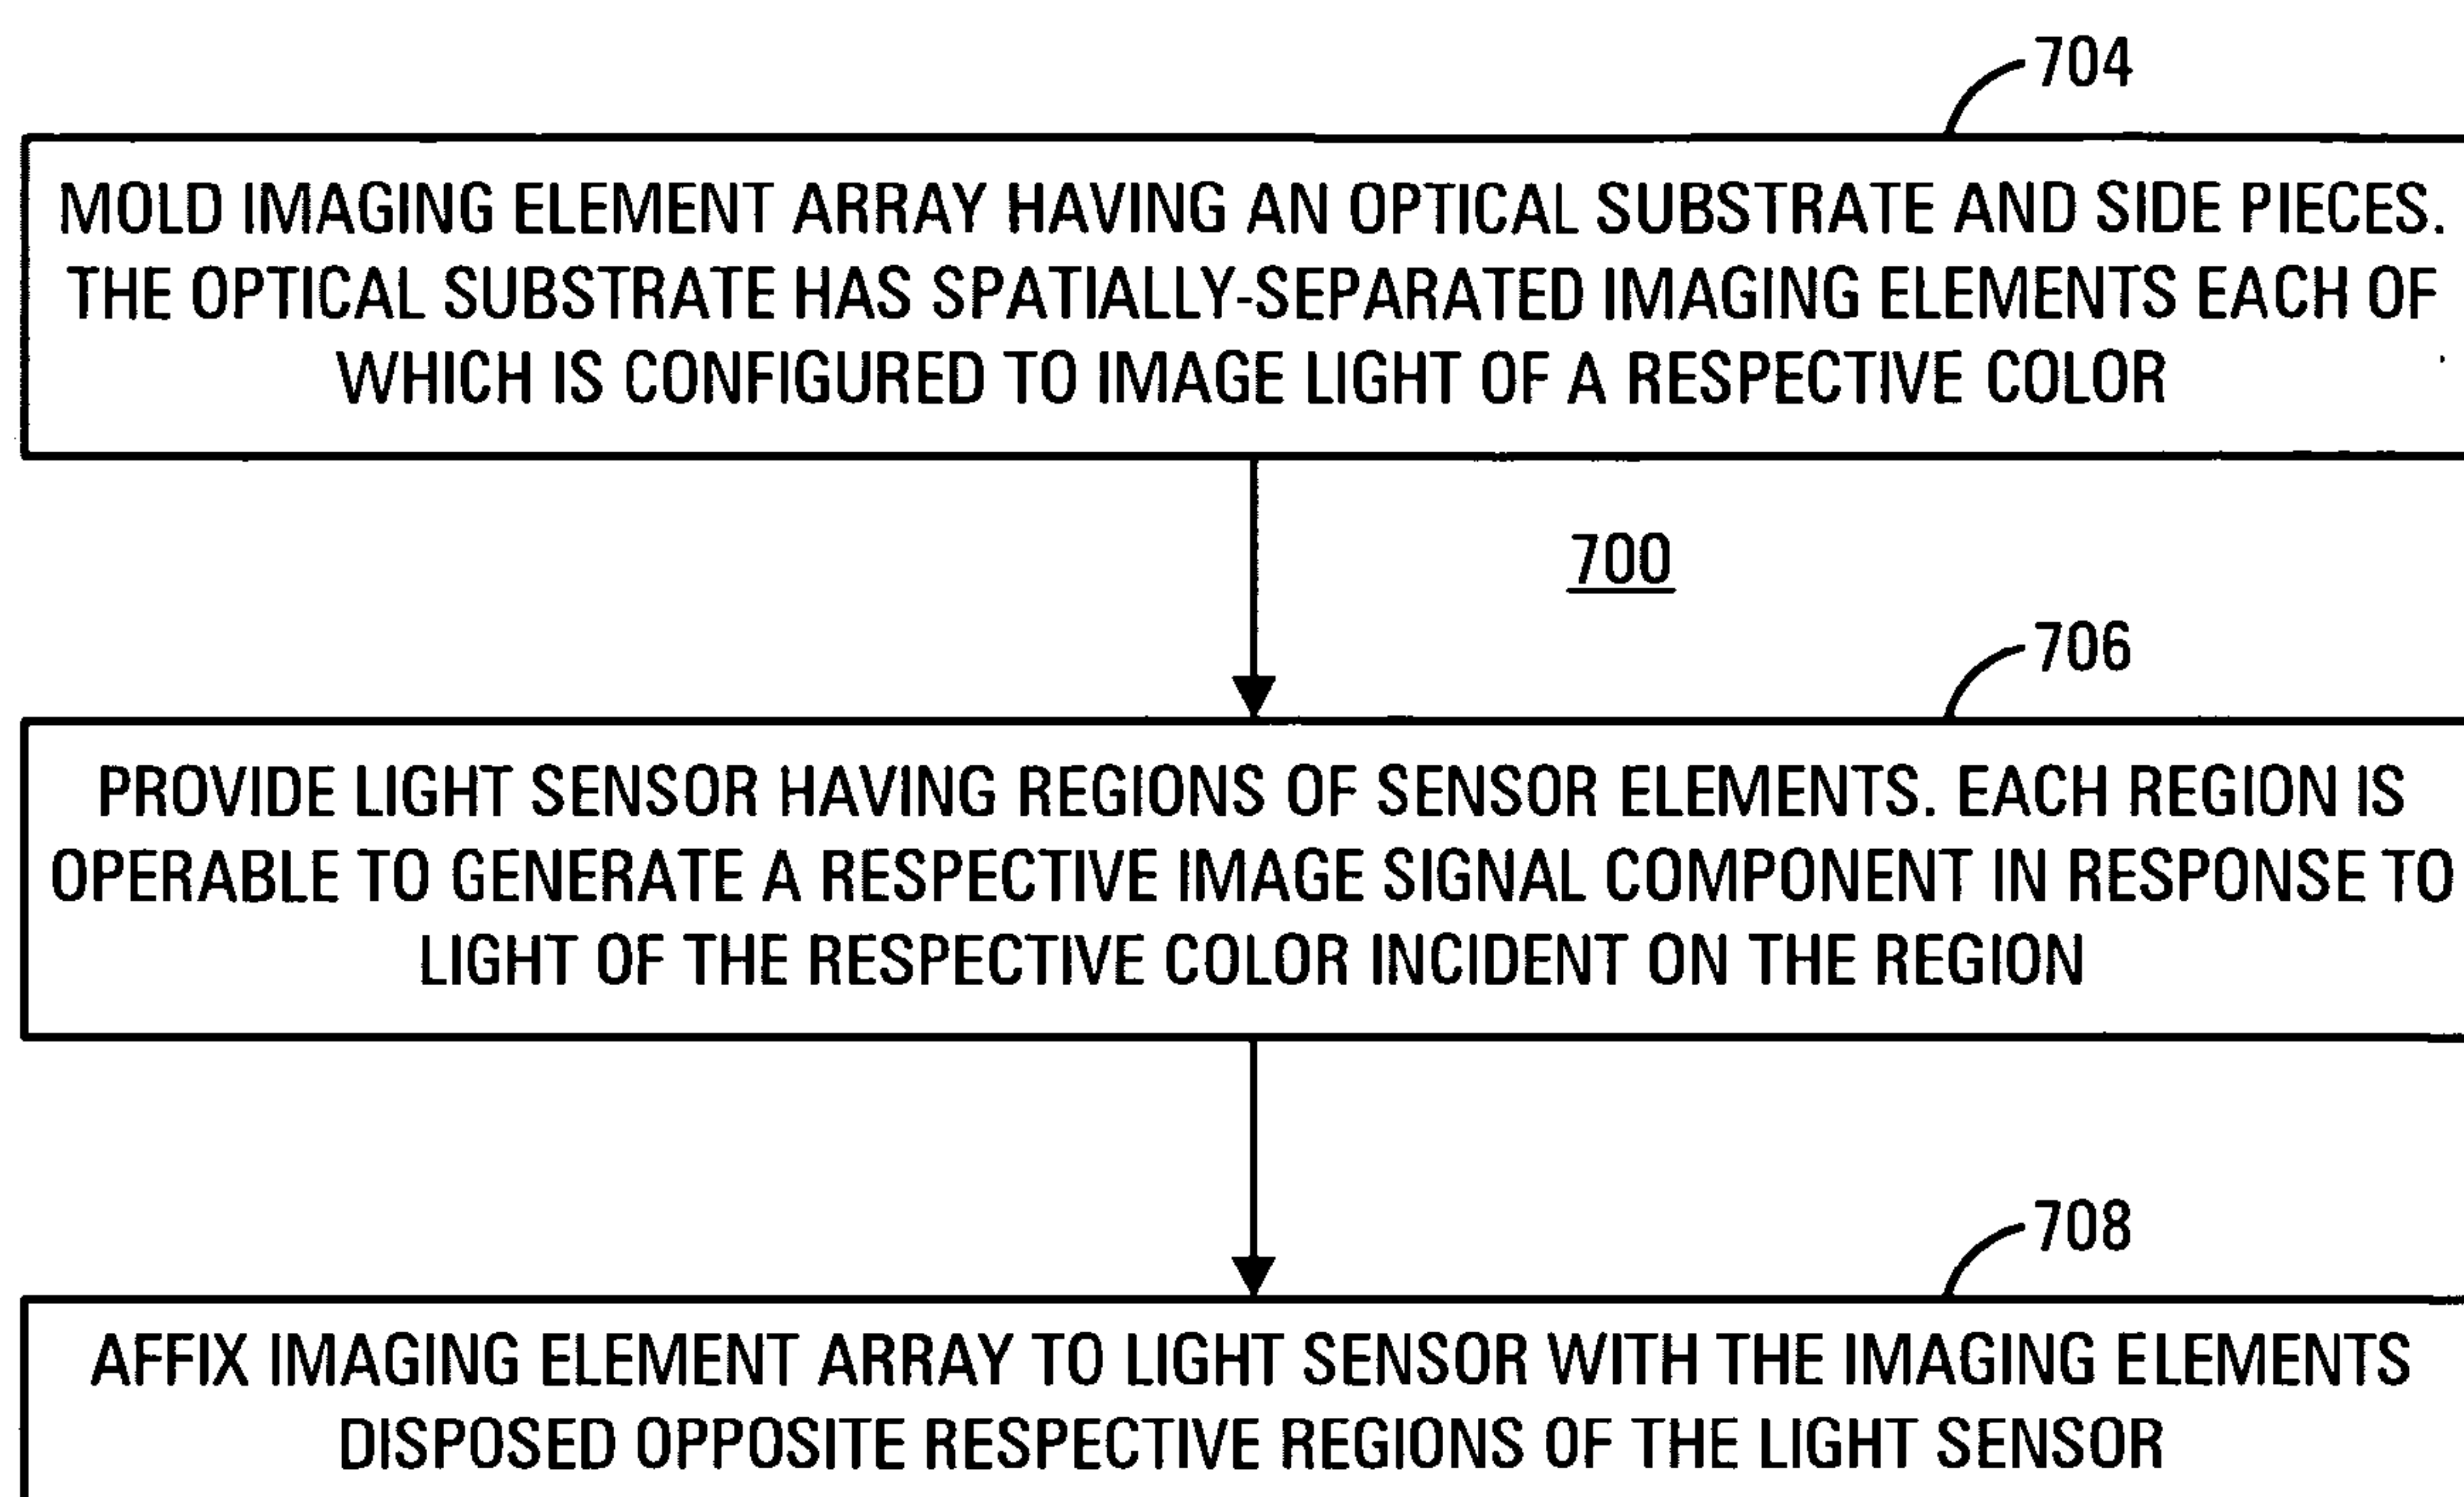 704
MOLD IMAGING ELEMENT ARRAY HAVING AN OPTICAL SUBSTRATE AND SIDE PIECES.
THE OPTICAL SUBSTRATE HAS SPATIALLY-SEPARATED IMAGING ELEMENTS EACH OF
WHICH IS CONFIGURED TO IMAGE LIGHT OF A RESPECTIVE COLOR
700
706
PROVIDE LIGHT SENSOR HAVING REGIONS OF SENSOR ELEMENTS. EACH REGION IS
OPERABLE TO GENERATE A RESPECTIVE IMAGE SIGNAL COMPONENT IN RESPONSE TO
LIGHT OF THE RESPECTIVE COLOR INCIDENT ON THE REGION
708
AFFIX IMAGING ELEMENT ARRAY TO LIGHT SENSOR WITH THE IMAGING ELEMENTS
DISPOSED OPPOSITE RESPECTIVE REGIONS OF THE LIGHT SENSOR